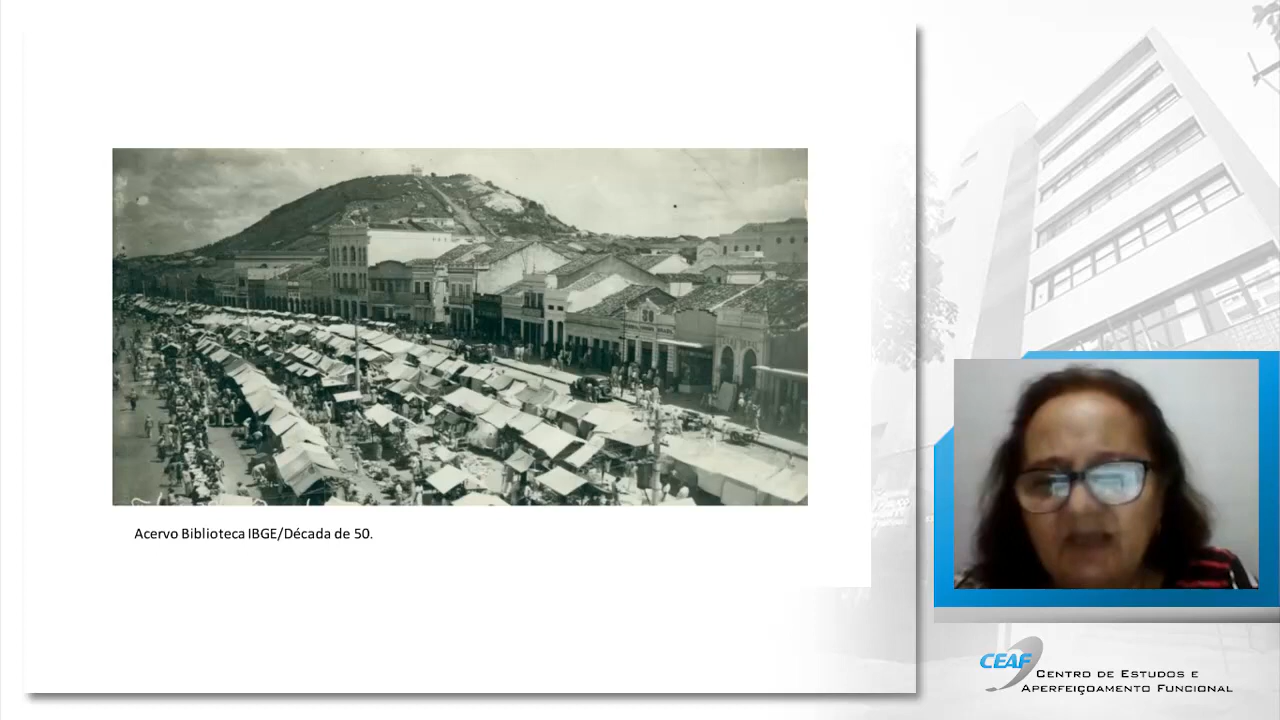 Acervo Biblioteca IBGE/Década de 50.
CEAF
Centro de Estudos e
Aperfeiçoamento Funcional